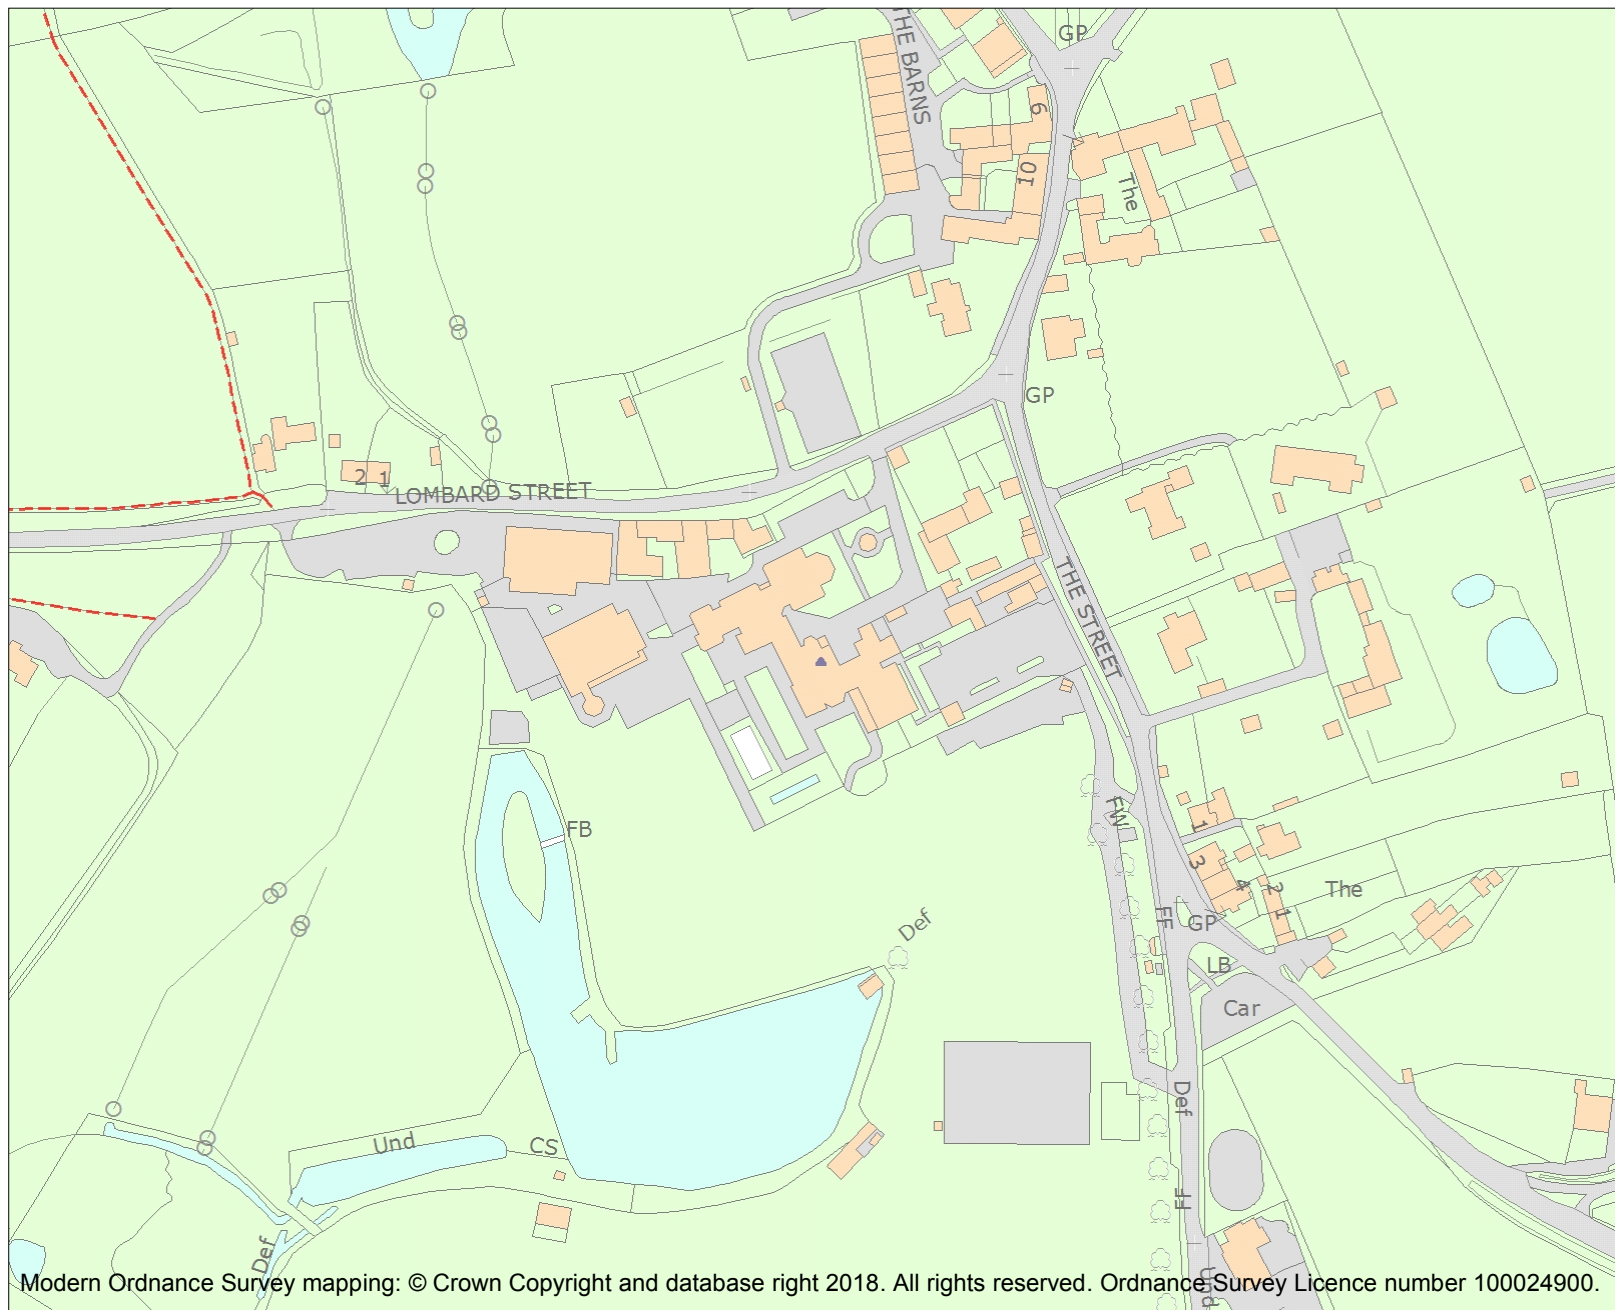 GP
THE BARNS
6
10
The
GP
2 1
LOMBARD STREET
THE STREET
FB
FW
1
3
4
2
1
The
Def
FF
GP
LB
Car
Und
CS
Def
FF
Def
Und
Modern Ordnance Survey mapping: © Crown Copyright and database right 2018. All rights reserved. Ordnance Survey Licence number 100024900.